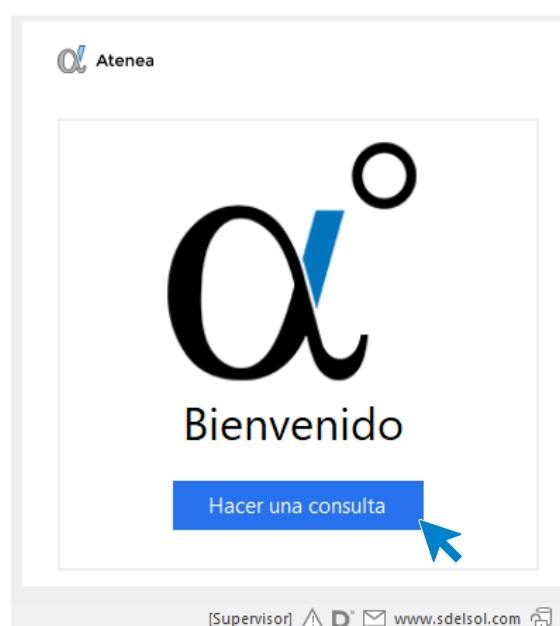 Atenea
Bienvenido
Hacer una consulta
[Supervisor] D° www.sdelsol.com